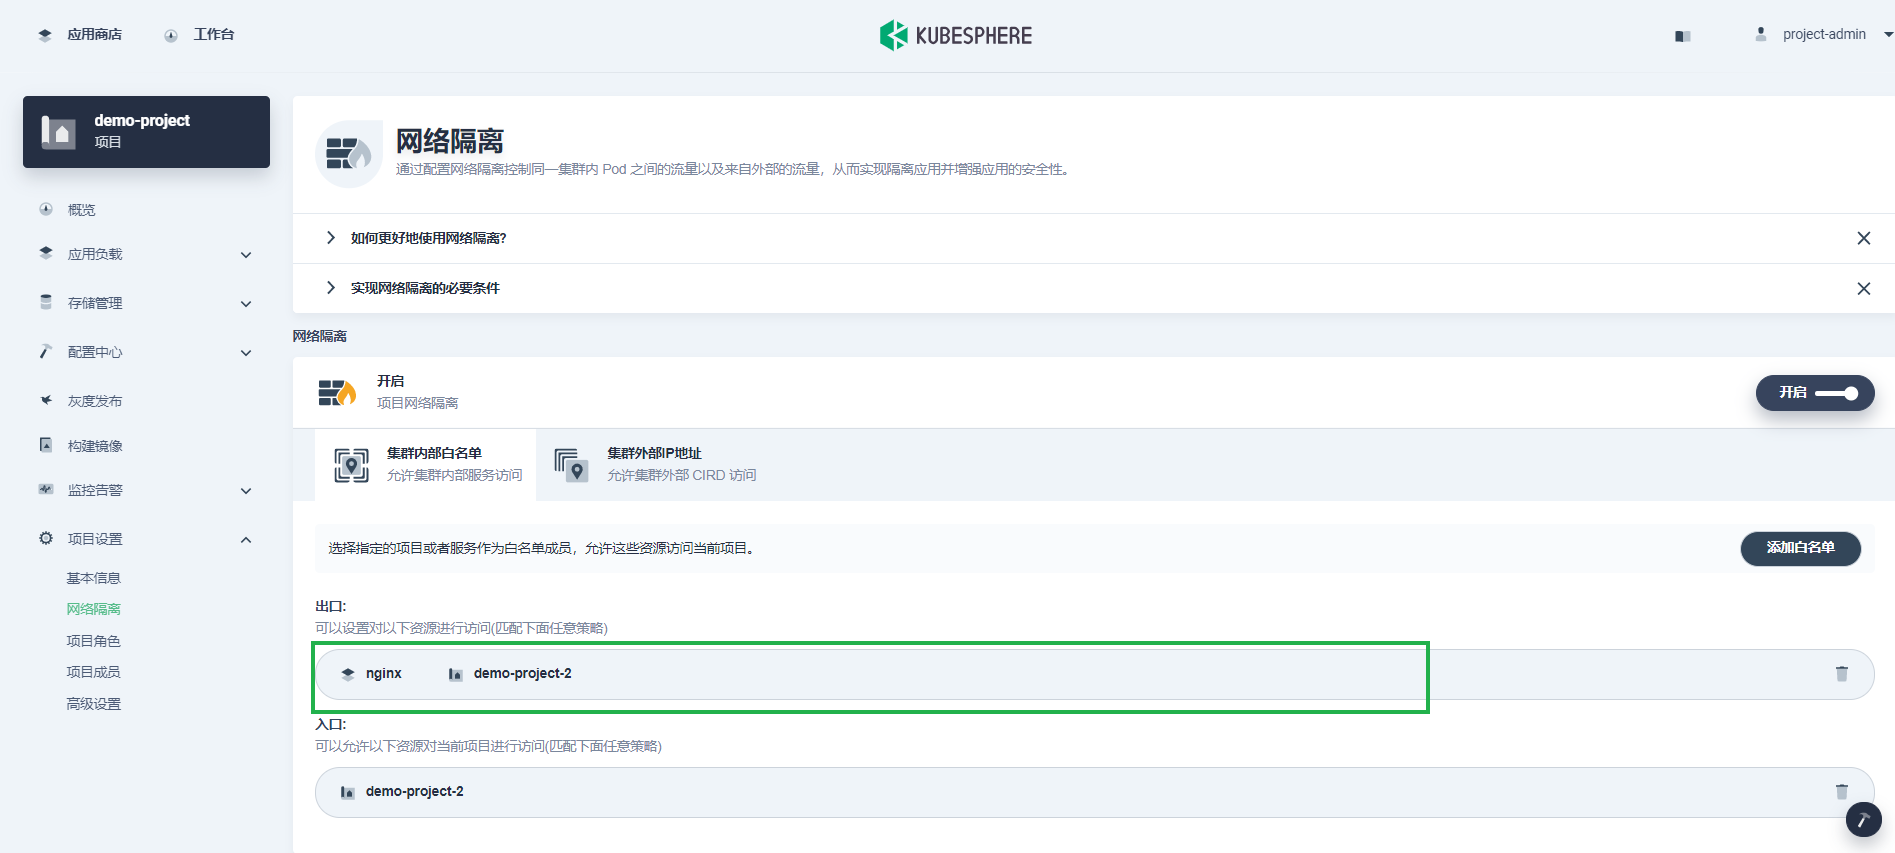 应用商店
工作台
KUBESPHERE
project-admin
demo-project
项目
概览
应用负载
存储管理
配置中心
灰度发布
构建镜像
监控告警
项目设置
基本信息
网络隔离
项目角色
项目成员
高级设置
网络隔离
通过配置网络隔离控制同一集群内 Pod 之间的流量以及来自外部的流量，从而实现隔离应用并增强应用的安全性。
如何更好地使用网络隔离?
实现网络隔离的必要条件
网络隔离
开启
项目网络隔离
开启
集群内部白名单
允许集群内部服务访问
集群外部IP地址
允许集群外部 CIRD 访问
选择指定的项目或者服务作为白名单成员，允许这些资源访问当前项目。
添加白名单
出口:
可以设置对以下资源进行访问(匹配下面任意策略)
nginx
demo-project-2
入口:
可以允许以下资源对当前项目进行访问(匹配下面任意策略)
demo-project-2